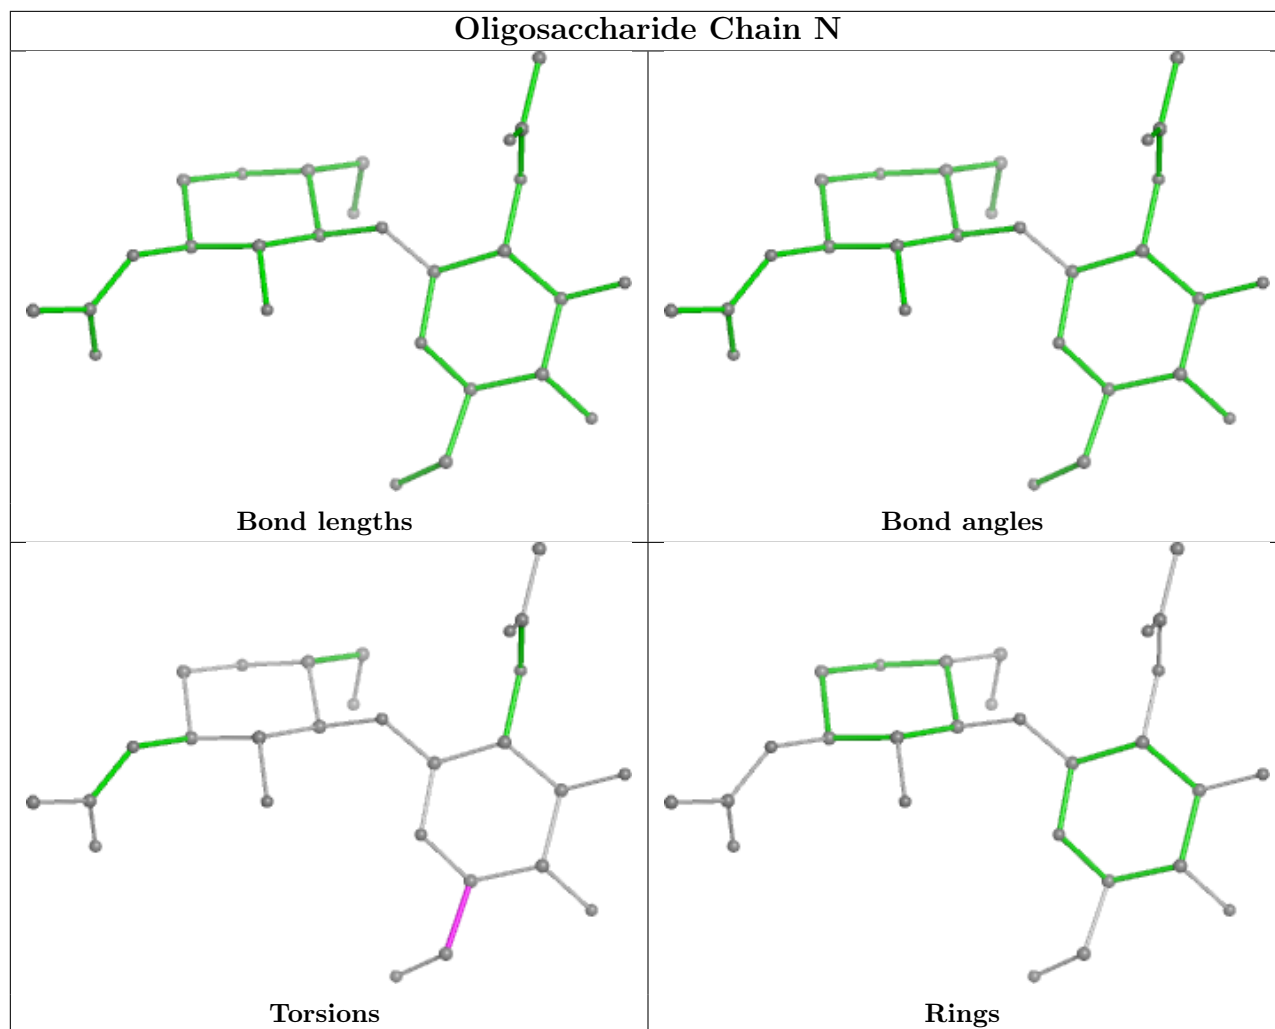 Oligosaccharide Chain N
Bond lengths
Bond angles
Torsions
Rings